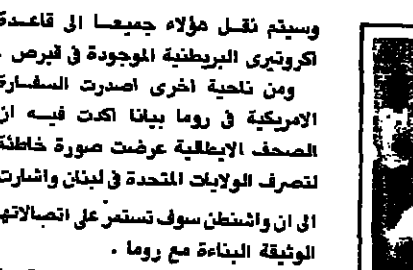 وسيتم نقل هؤلاء جميعا الى قاعدة
اكروتيرى البريطنية الموجودة في قبرص .
ومن ناحية اخرى اصدرت السفارة
الامريكية في روما بيانا اكدت فيه ان
الصحف الايطالية عرضت صورة خاطئة
لتصرف الولايات المتحدة في لبنان واشارت
الى ان واشنطن سوف تستمر على اتصالاتها
الوثيقة البناءة مع روما .